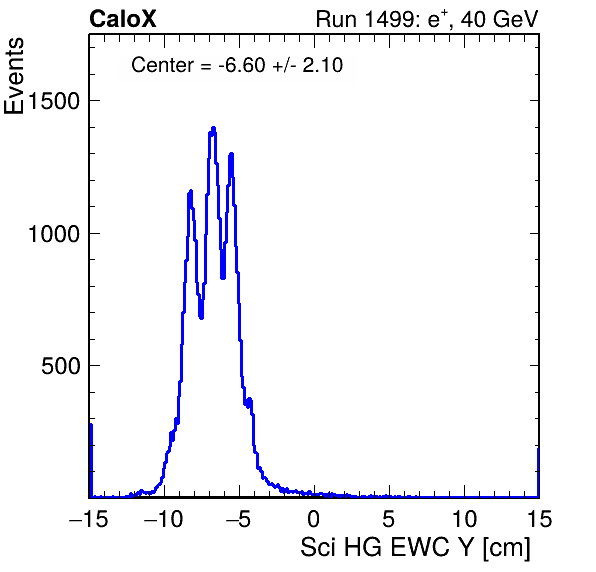 CaloX Run 1499: e⁺, 40 GeV
Center = -6.60 +/- 2.10
Events
1500
1000
500
−15 −10 −5 0 5 10 15
Sci HG EWC Y [cm]